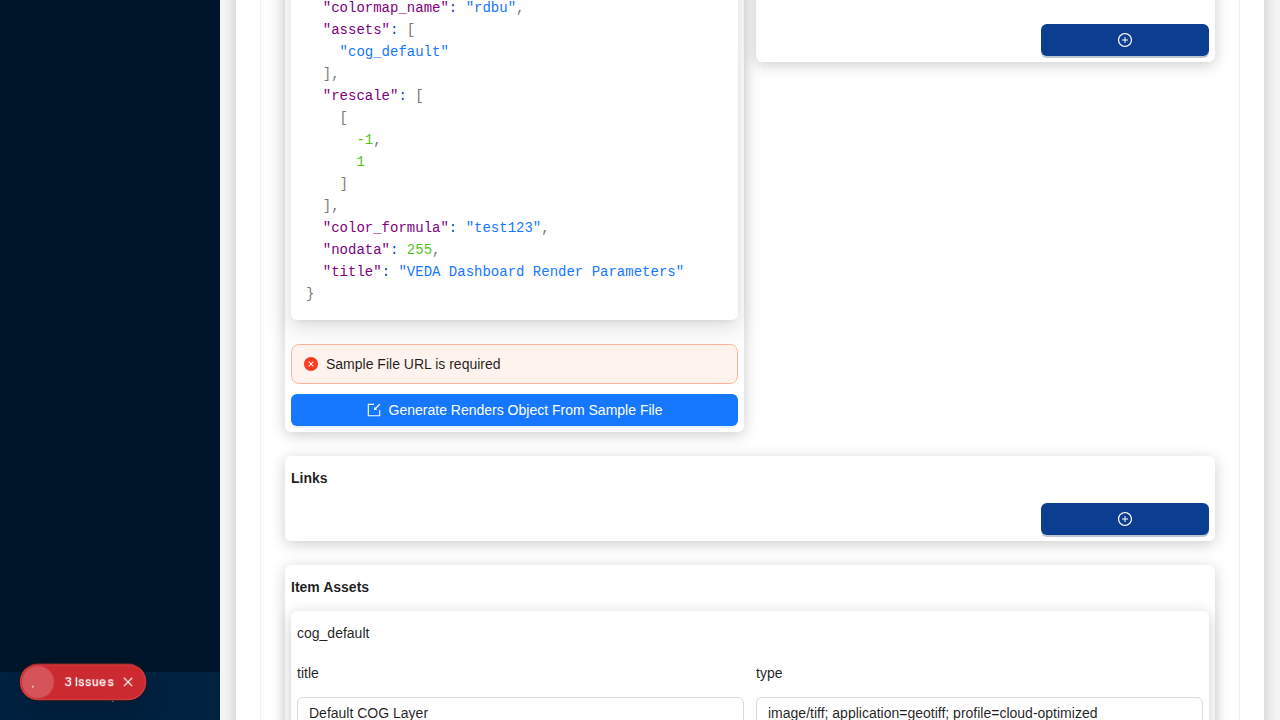 "colormap_name": "rdbu",
"assets": [
"cog_default"
],
"rescale": [
[
-1,
1
]
],
"color_formula": "test123",
"nodata": 255,
"title": "VEDA Dashboard Render Parameters"
}
Sample File URL is required
Generate Renders Object From Sample File
Links
Item Assets
cog_default
title
type
Default COG Layer
image/tiff; application=geotiff; profile=cloud-optimized
3 Issues